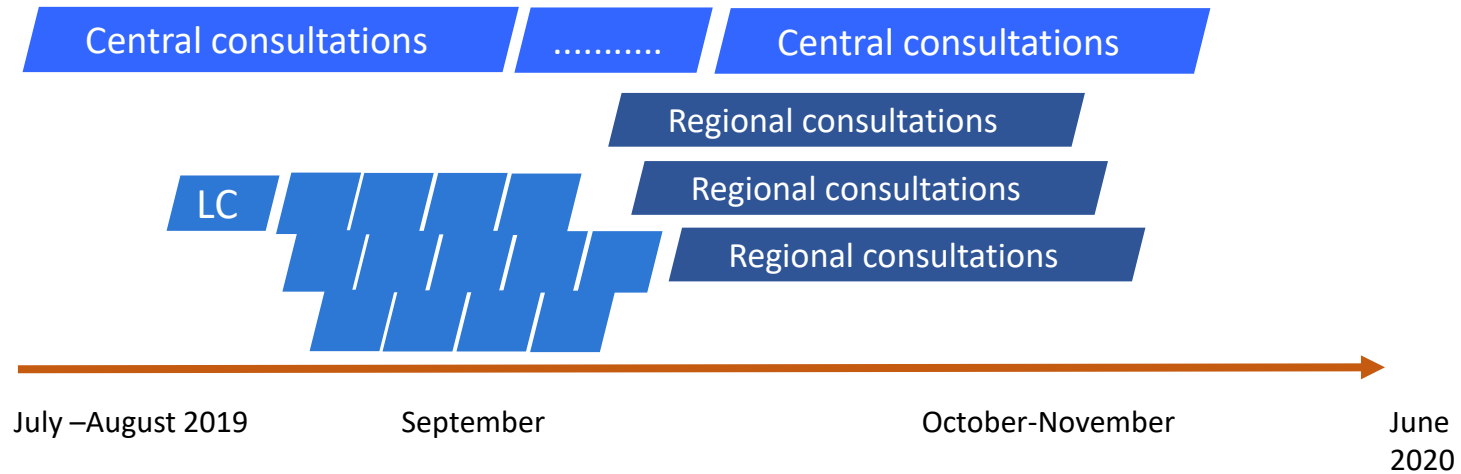 Central consultations
...........
Central consultations
Regional consultations
LC
Regional consultations
Regional consultations
July –August 2019
September
October-November
June
2020